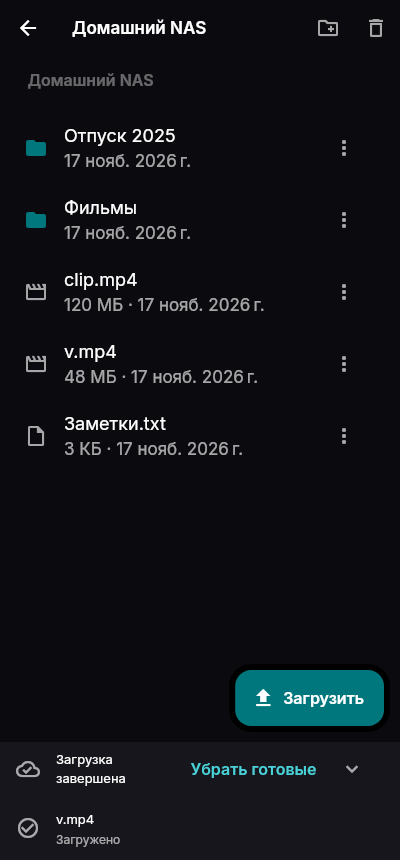 Домашний NAS
Домашний NAS
Отпуск 2025
17 нояб. 2026 г.
Фильмы
17 нояб. 2026 г.
clip.mp4
120 МБ · 17 нояб. 2026 г.
v.mp4
48 МБ · 17 нояб. 2026 г.
Заметки.txt
3 КБ · 17 нояб. 2026 г.
Загрузить
Загрузка
завершена
Убрать готовые
v.mp4
Загружено